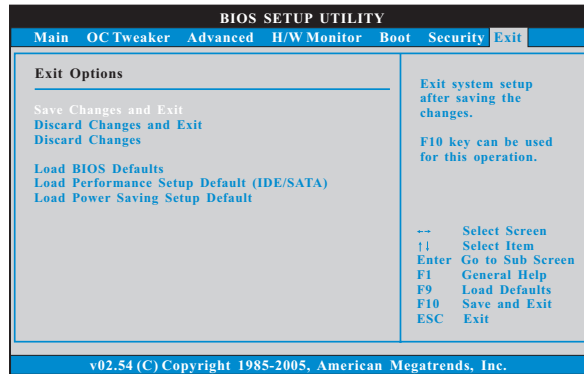 BIOS SETUP UTILITY
Main OC Tweaker Advanced H/W Monitor Boot Security Exit
Exit Options
Save Changes and Exit
Discard Changes and Exit
Discard Changes
Load BIOS Defaults
Load Performance Setup Default (IDE/SATA)
Load Power Saving Setup Default
Exit system setup
after saving the
changes.
F10 key can be used
for this operation.
←→ Select Screen
↑↓ Select Item
Enter Go to Sub Screen
F1 General Help
F9 Load Defaults
F10 Save and Exit
ESC Exit
v02.54 (C) Copyright 1985-2005, American Megatrends, Inc.